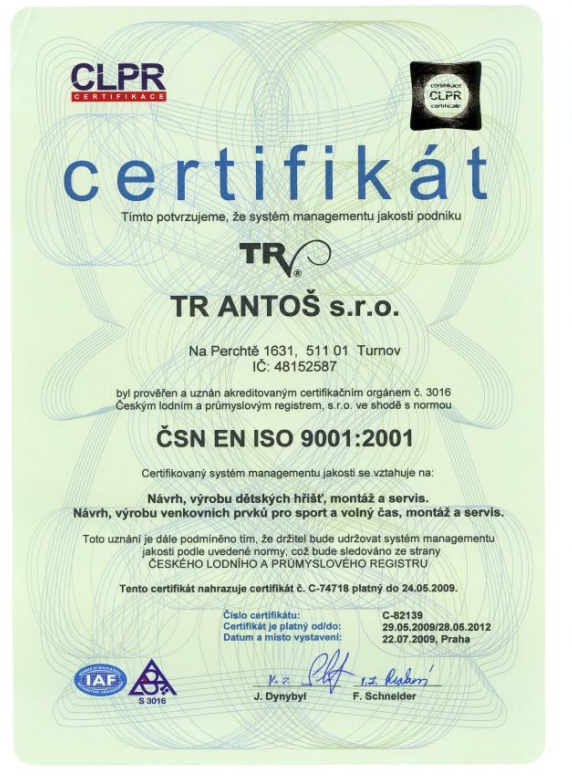 CLPR
CERTIFIKACE
certifikace
CLPR
certificate
certifikát
Tímto potvrzujeme, že systém managementu jakosti podniku
TR
®
TR ANTOŠ s.r.o.
Na Perchtě 1631, 511 01 Turnov
IČ: 48152587
byl prověřen a uznán akreditovaným certifikačním orgánem č. 3016
Českým lodním a průmyslovým registrem, s.r.o. ve shodě s normou
ČSN EN ISO 9001:2001
Certifikovaný systém managementu jakosti se vztahuje na:
Návrh, výrobu dětských hřišť, montáž a servis.
Návrh, výrobu venkovních prvků pro sport a volný čas, montáž a servis.
Toto uznání je dále podmíněno tím, že držitel bude udržovat systém managementu
jakosti podle uvedené normy, což bude sledováno ze strany
ČESKÉHO LODNÍHO A PRŮMYSLOVÉHO REGISTRU
Tento certifikát nahrazuje certifikát č. C-74718 platný do 24.05.2009.
Číslo certifikátu: C-82139
Certifikát je platný od/do: 29.05.2009/28.05.2012
Datum a místo vystavení: 22.07.2009, Praha
IAF
S 3016
J. Dynybyl F. Schneider